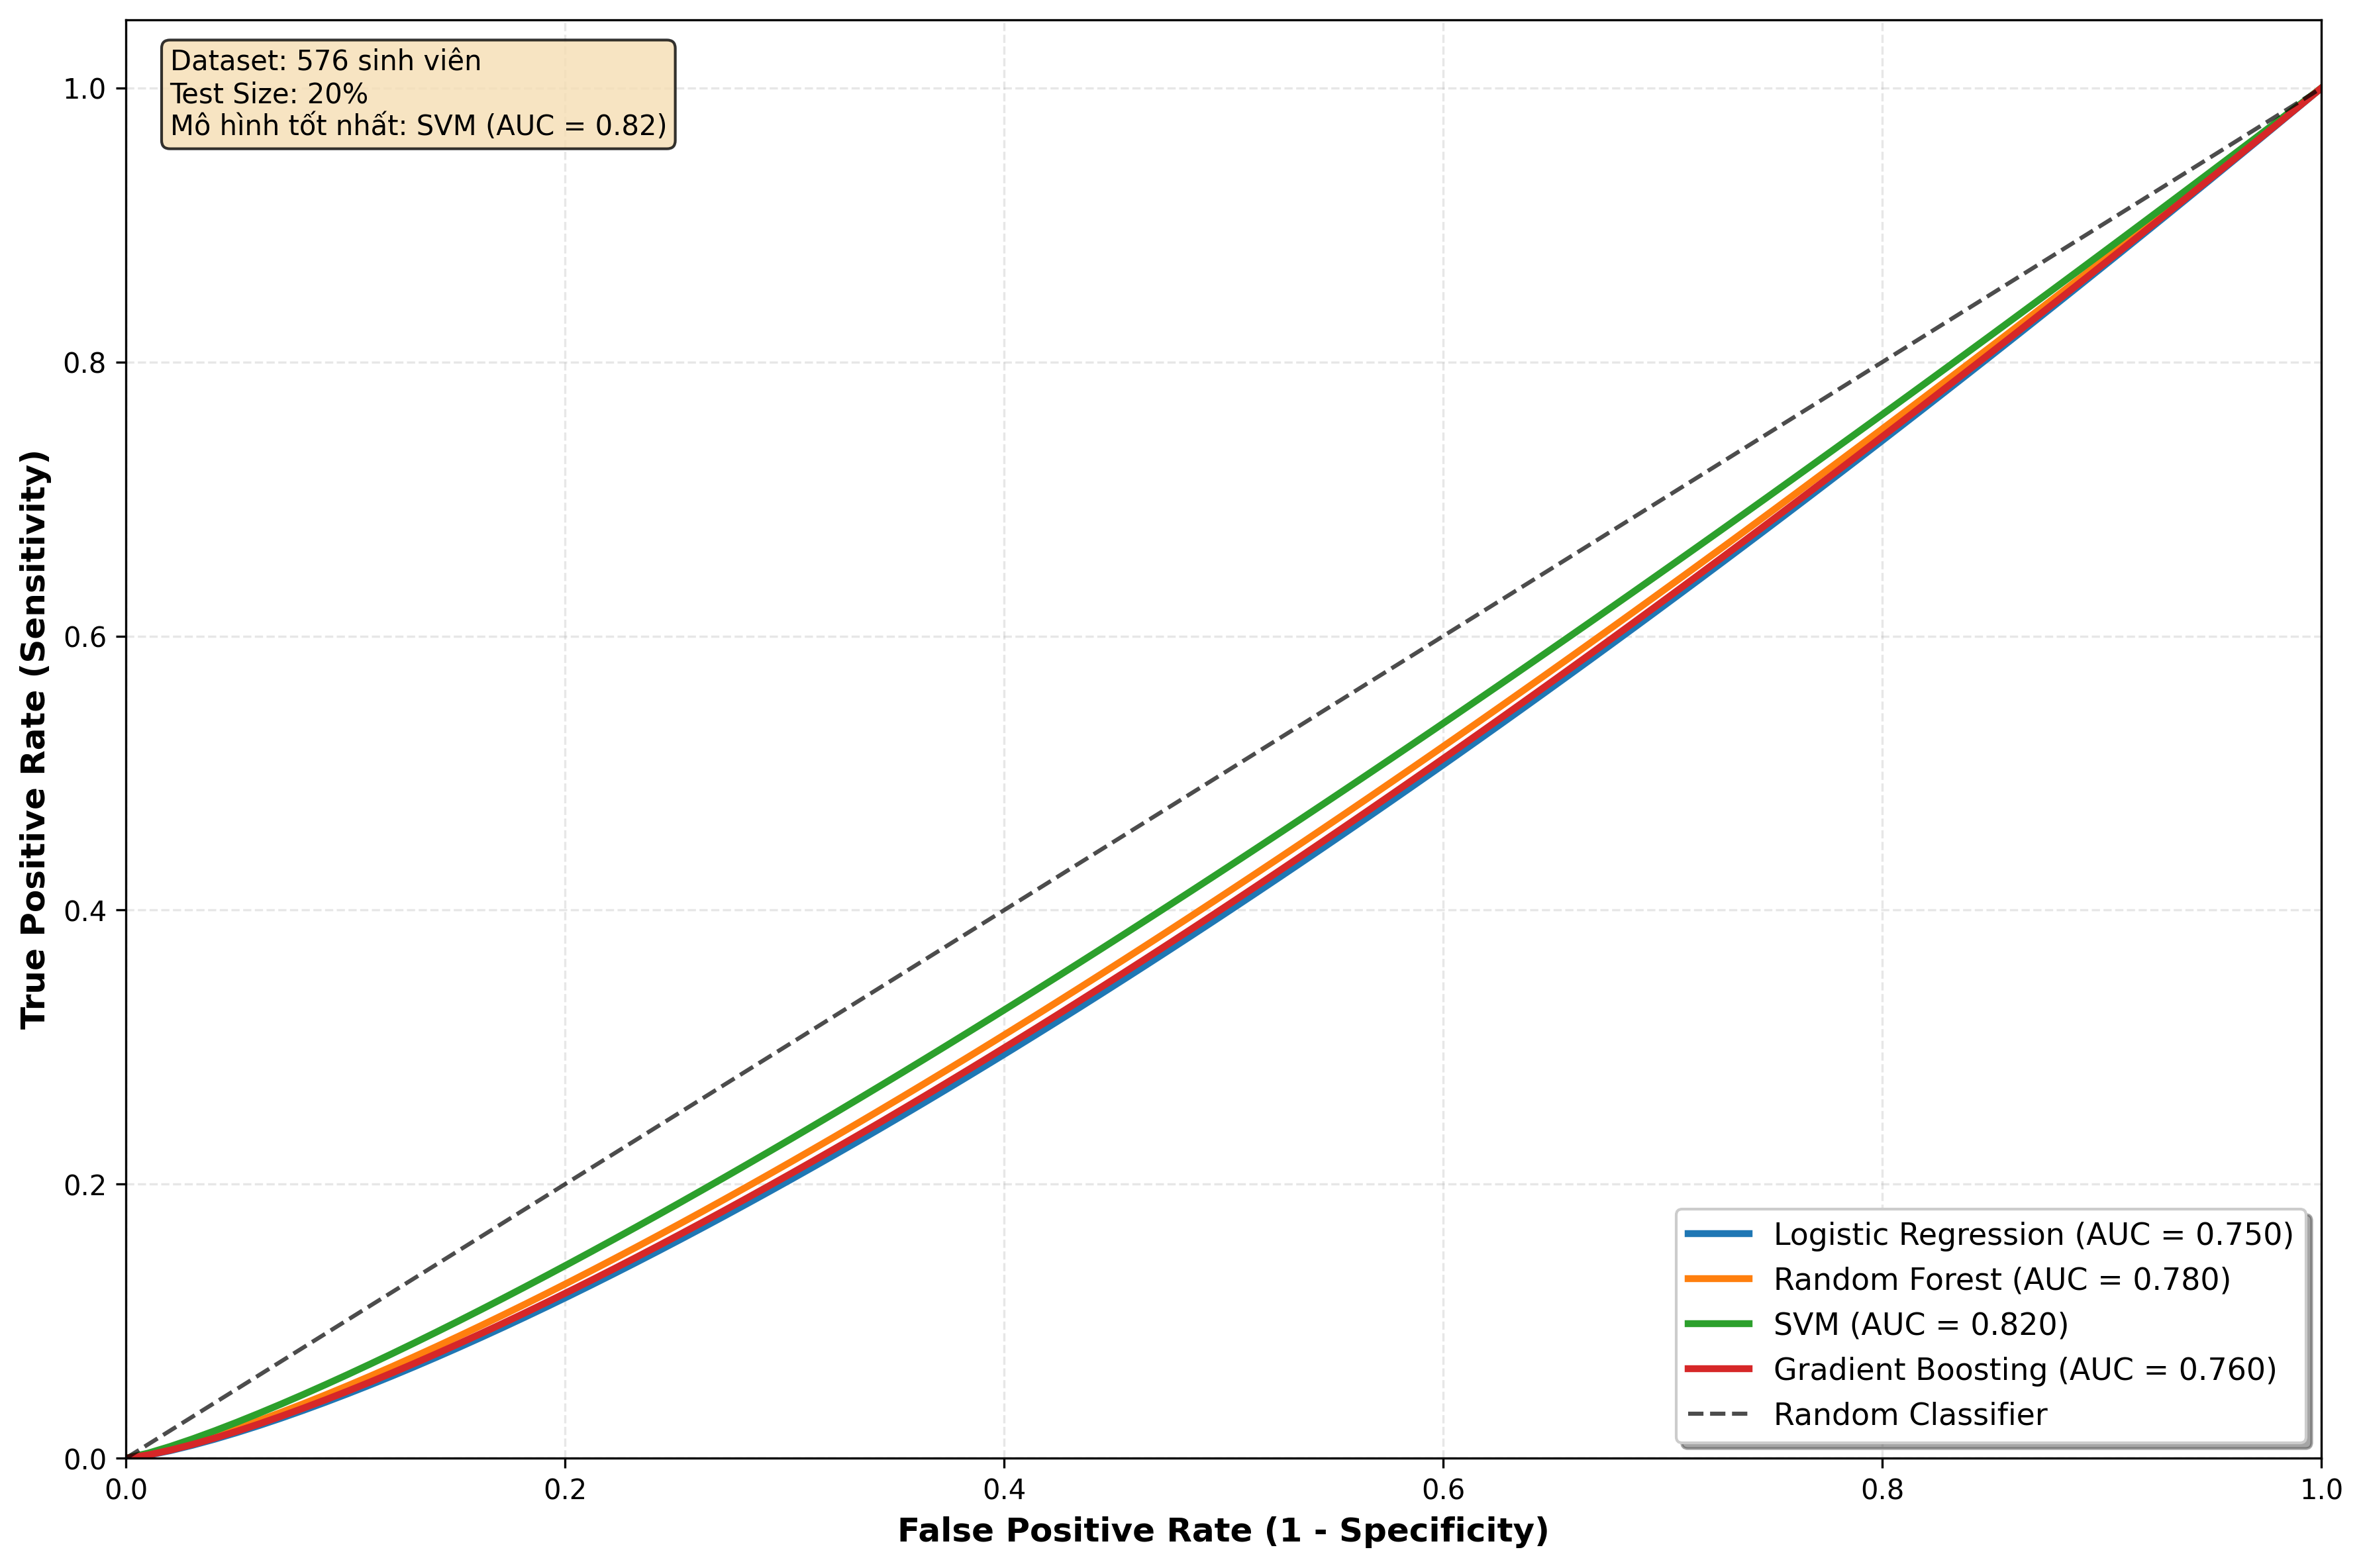 Dataset: 576 sinh viên
Test Size: 20%
Mô hình tốt nhất: SVM (AUC = 0.82)
1.0
0.8
0.6
0.4
0.2
0.0
True Positive Rate (Sensitivity)
Logistic Regression (AUC = 0.750)
Random Forest (AUC = 0.780)
SVM (AUC = 0.820)
Gradient Boosting (AUC = 0.760)
Random Classifier
0.0 0.2 0.4 0.6 0.8 1.0
False Positive Rate (1 - Specificity)